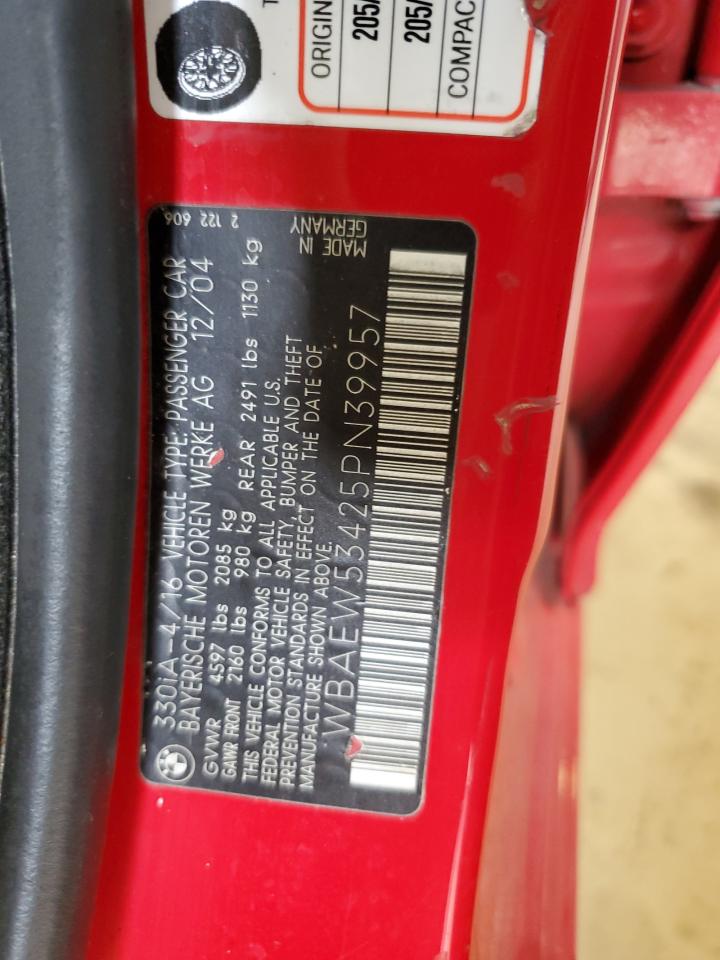 T
ORIGIN
205/
205/
COMPAC
330iA-4/16 VEHICLE TYPE: PASSENGER CAR
BAYERISCHE MOTOREN WERKE AG 12/04
GVWR 4597 lbs 2085 kg
GAWR FRONT 2160 lbs 980 kg REAR 2491 lbs 1130 kg
THIS VEHICLE CONFORMS TO ALL APPLICABLE U.S.
FEDERAL MOTOR VEHICLE SAFETY, BUMPER AND THEFT
PREVENTION STANDARDS IN EFFECT ON THE DATE OF
MANUFACTURE SHOWN ABOVE.
WBAEW53425PN39957
2 122 606
MADE IN
GERMANY